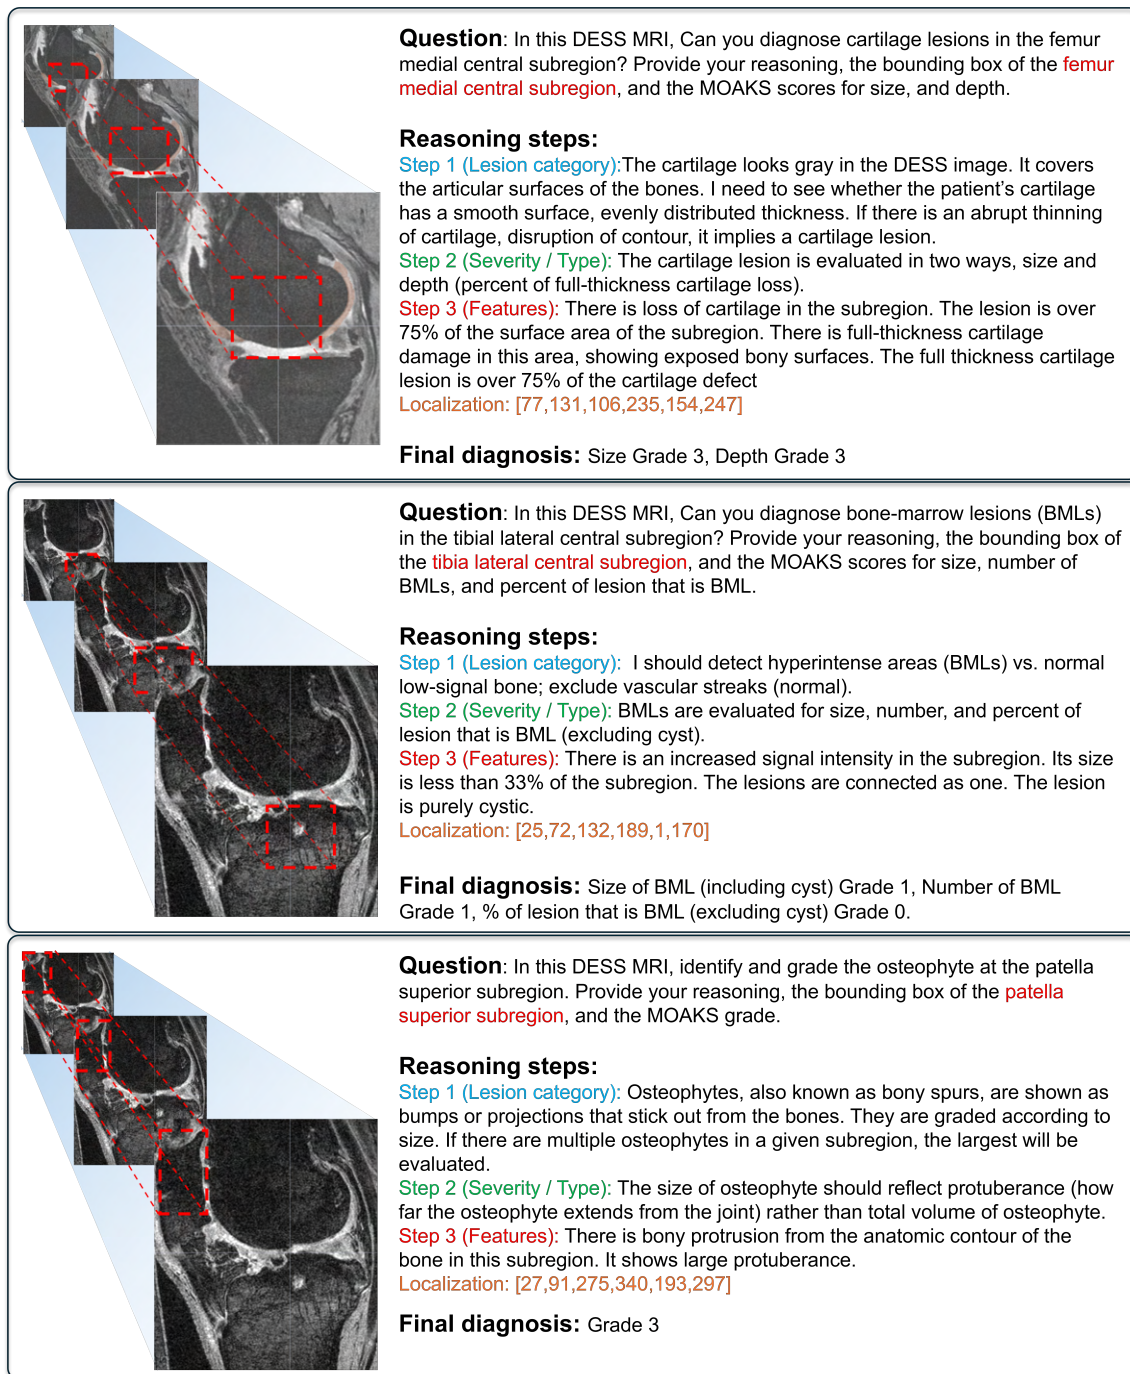 Question: In this DESS MRI, Can you diagnose cartilage lesions in the femur
medial central subregion? Provide your reasoning, the bounding box of the femur
medial central subregion, and the MOAKS scores for size, and depth.
Reasoning steps:
Step 1 (Lesion category):The cartilage looks gray in the DESS image. It covers
the articular surfaces of the bones. I need to see whether the patient's cartilage
has a smooth surface, evenly distributed thickness. If there is an abrupt thinning
of cartilage, disruption of contour, it implies a cartilage lesion.
Step 2 (Severity / Type): The cartilage lesion is evaluated in two ways, size and
depth (percent of full-thickness cartilage loss).
Step 3 (Features): There is loss of cartilage in the subregion. The lesion is over
75% of the surface area of the subregion. There is full-thickness cartilage
damage in this area, showing exposed bony surfaces. The full thickness cartilage
lesion is over 75% of the cartilage defect
Localization: [77,131,106,235,154,247]
Final diagnosis: Size Grade 3, Depth Grade 3
Question: In this DESS MRI, Can you diagnose bone-marrow lesions (BMLs)
in the tibial lateral central subregion? Provide your reasoning, the bounding box of
the tibia lateral central subregion, and the MOAKS scores for size, number of
BMLs, and percent of lesion that is BML.
Reasoning steps:
Step 1 (Lesion category): I should detect hyperintense areas (BMLs) vs. normal
low-signal bone; exclude vascular streaks (normal).
Step 2 (Severity / Type): BMLs are evaluated for size, number, and percent of
lesion that is BML (excluding cyst).
Step 3 (Features): There is an increased signal intensity in the subregion. Its size
is less than 33% of the subregion. The lesions are connected as one. The lesion
is purely cystic.
Localization: [25,72,132,189,1,170]
Final diagnosis: Size of BML (including cyst) Grade 1, Number of BML
Grade 1, % of lesion that is BML (excluding cyst) Grade 0.
Question: In this DESS MRI, identify and grade the osteophyte at the patella
superior subregion. Provide your reasoning, the bounding box of the patella
superior subregion, and the MOAKS grade.
Reasoning steps:
Step 1 (Lesion category): Osteophytes, also known as bony spurs, are shown as
bumps or projections that stick out from the bones. They are graded according to
size. If there are multiple osteophytes in a given subregion, the largest will be
evaluated.
Step 2 (Severity / Type): The size of osteophyte should reflect protuberance (how
far the osteophyte extends from the joint) rather than total volume of osteophyte.
Step 3 (Features): There is bony protrusion from the anatomic contour of the
bone in this subregion. It shows large protuberance.
Localization: [27,91,275,340,193,297]
Final diagnosis: Grade 3